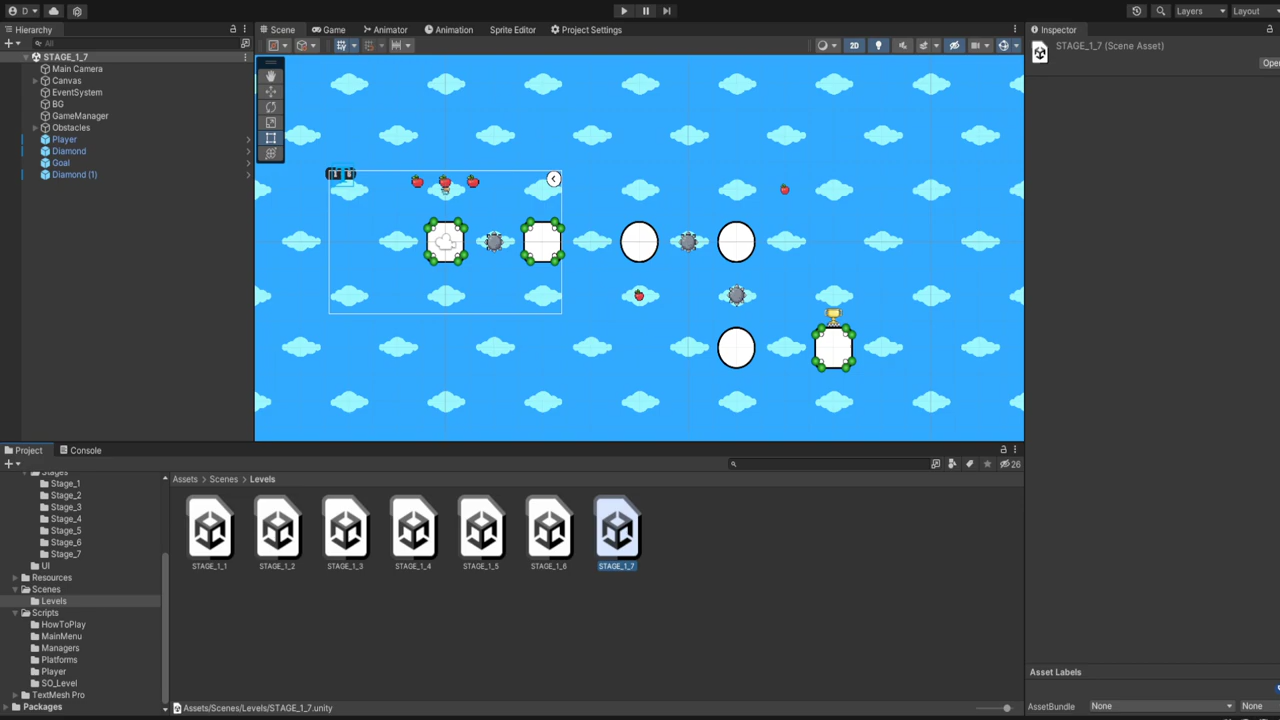 D
Layers
Layout
Hierarchy
Scene
Game
Animator
Animation
Sprite Editor
Project Settings
Inspector
All
2D
STAGE_1_7 (Scene Asset)
Open
STAGE_1_7
Main Camera
Canvas
EventSystem
BG
GameManager
Obstacles
Player
Diamond
Goal
Diamond (1)
Project
Console
26
Assets > Scenes > Levels
Stages
Stage_1
Stage_2
Stage_3
Stage_4
Stage_5
Stage_6
Stage_7
UI
Resources
Scenes
Levels
Scripts
HowToPlay
MainMenu
Managers
Platforms
Player
SO_Level
TextMesh Pro
Packages
STAGE_1_1
STAGE_1_2
STAGE_1_3
STAGE_1_4
STAGE_1_5
STAGE_1_6
STAGE_1_7
Assets/Scenes/Levels/STAGE_1_7.unity
Asset Labels
AssetBundle
None
None